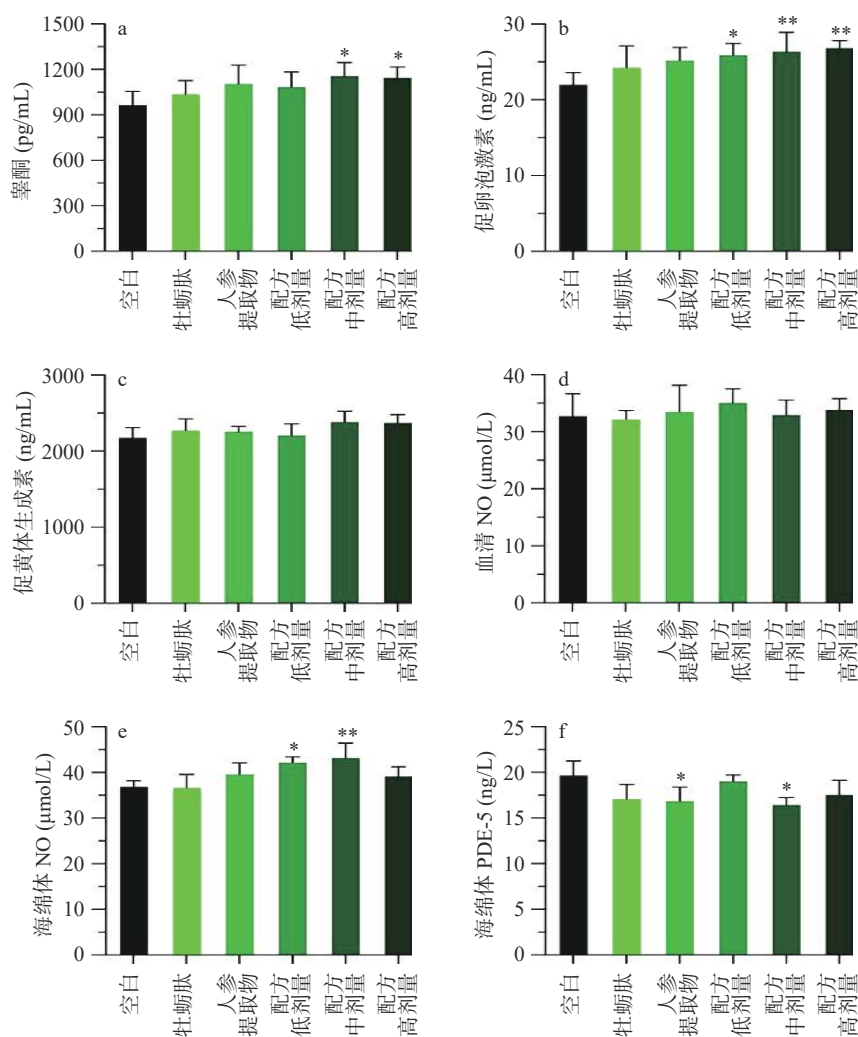 a
1500
1200
900
600
300
0
睾酮 (pg/mL)
*
*
空白
牡蛎肽
人参
提取物
配方
低剂量
配方
中剂量
配方
高剂量
b
30
20
10
0
促卵泡激素 (ng/mL)
*
**
**
空白
牡蛎肽
人参
提取物
配方
低剂量
配方
中剂量
配方
高剂量
c
3000
2000
1000
0
促黄体生成素 (ng/mL)
空白
牡蛎肽
人参
提取物
配方
低剂量
配方
中剂量
配方
高剂量
d
40
30
20
10
0
血清 NO (μmol/L)
空白
牡蛎肽
人参
提取物
配方
低剂量
配方
中剂量
配方
高剂量
e
50
40
30
20
10
0
海绵体 NO (μmol/L)
*
**
空白
牡蛎肽
人参
提取物
配方
低剂量
配方
中剂量
配方
高剂量
f
25
20
15
10
5
0
海绵体 PDE-5 (ng/L)
*
*
空白
牡蛎肽
人参
提取物
配方
低剂量
配方
中剂量
配方
高剂量